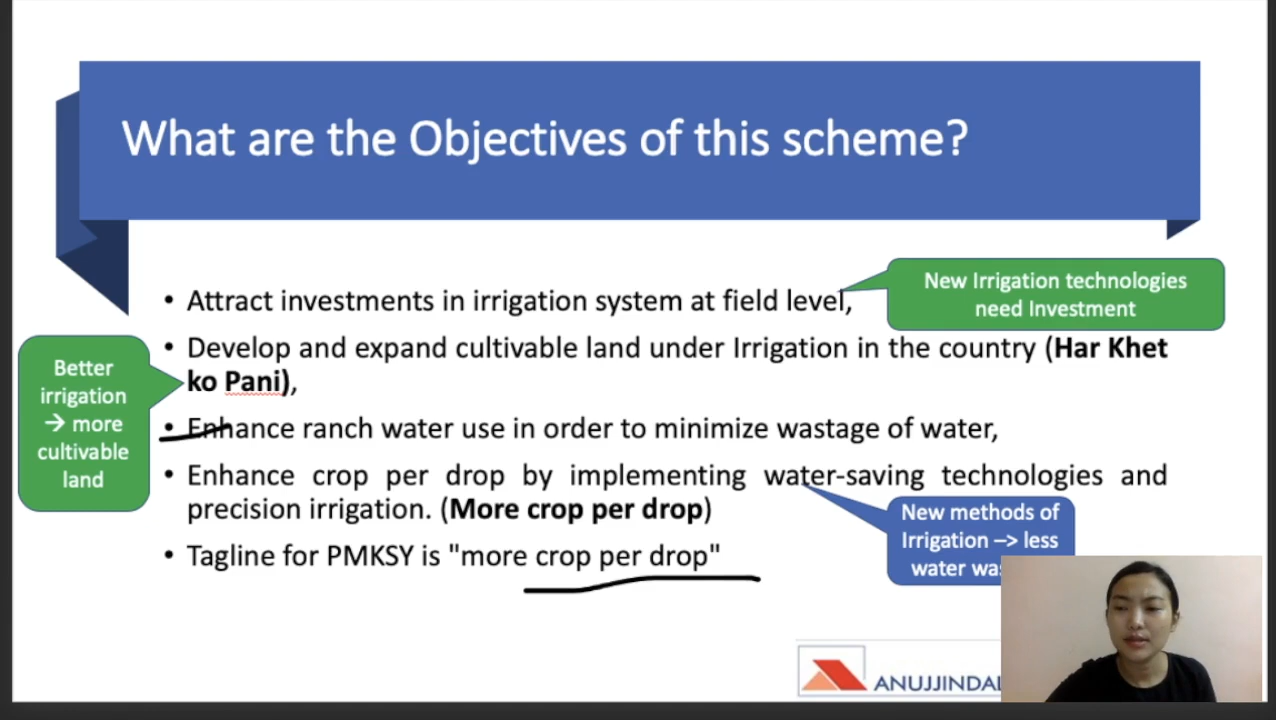 What are the Objectives of this scheme?
• Attract investments in irrigation system at field level,
New Irrigation technologies
need Investment
• Develop and expand cultivable land under Irrigation in the country (Har Khet
ko Pani),
Better
irrigation
→ more
cultivable
land
• Enhance ranch water use in order to minimize wastage of water,
• Enhance crop per drop by implementing water-saving technologies and
precision irrigation. (More crop per drop)
New methods of
Irrigation –> less
water
• Tagline for PMKSY is "more crop per drop"
ANUJJINDAL